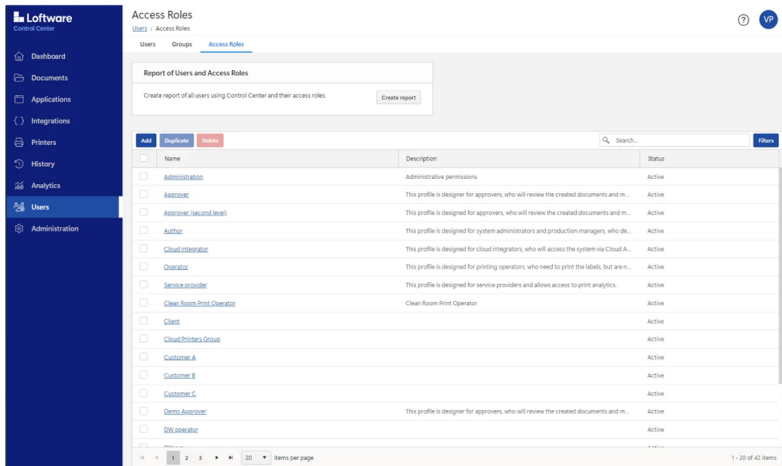 Loftware
Control Center
Dashboard
Documents
Applications
Integrations
Printers
History
Analytics
Users
Administration
Access Roles
Users / Access Roles
VP
Users Groups Access Roles
Report of Users and Access Roles
Create report of all users using Control Center and their access roles.
Create report
Add Duplicate Delete Search... Filters
Name Description Status
Administration Administrative permissions. Active
Approver This profile is designer for approvers, who will review the created documents and m... Active
Approver (second level) This profile is designed for approvers, who will review the created documents and m... Active
Author This profile is designed for system administrators and production managers, who de... Active
Cloud Integrator This profile is designed for cloud integrators, who will access the system via Cloud A... Active
Operator This profile is designed for printing operators, who need to print the labels, but are n... Active
Service provider This profile is designed for service providers and allows access to print analytics. Active
Clean Room Print Operator Clean Room Print Operator Active
Client Active
Cloud Printers Group Active
Customer A Active
Customer B Active
Customer C Active
Demo Approver This profile is designer for approvers, who will review the created documents and m... Active
DW operator Active
1 2 3 20 items per page 1 - 20 of 42 items